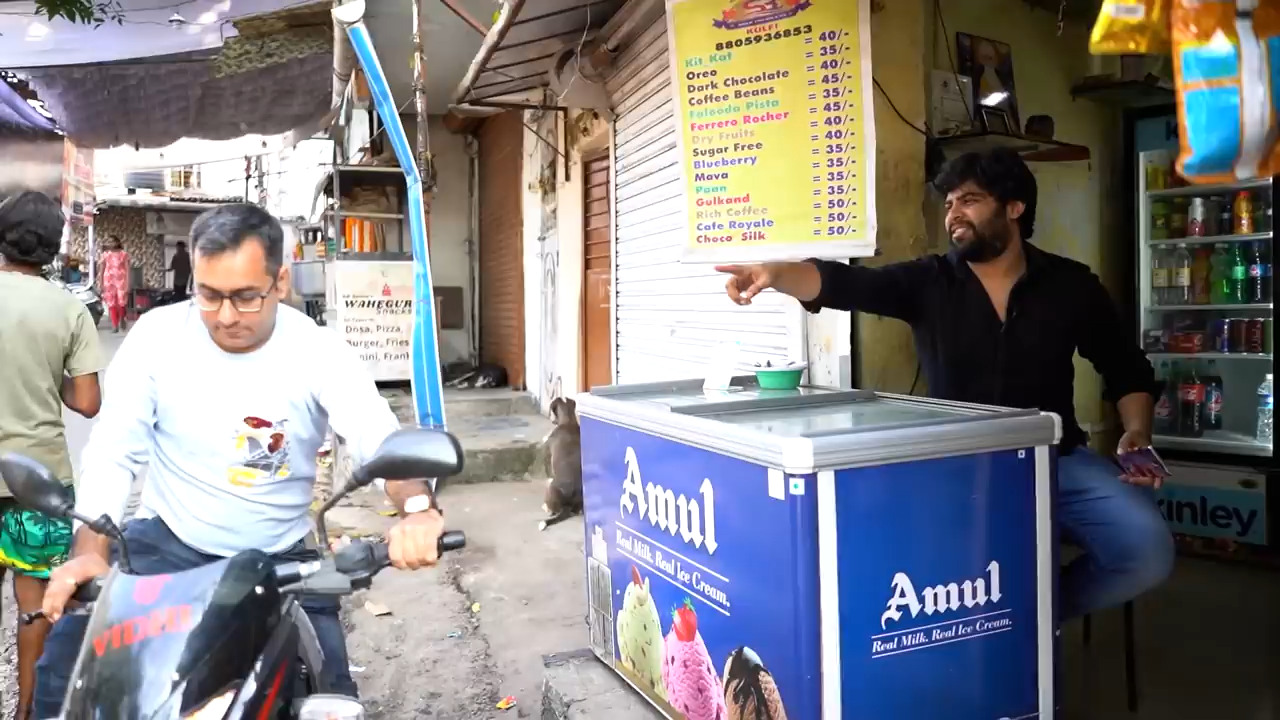 KULFI
8805936853
Kit Kat = 40/-
Oreo = 35/-
Dark Chocolate = 40/-
Coffee Beans = 45/-
Falooda Pista = 35/-
Ferrero Rocher = 45/-
Dry Fruits = 40/-
Sugar Free = 40/-
Blueberry = 35/-
Mava = 35/-
Paan = 35/-
Gulkand = 35/-
Rich Coffee = 50/-
Cafe Royale = 50/-
Choco Silk = 50/-
WAHEGUR
SNACKS
Dosa, Pizza,
Burger, Fries
Amul
Real Milk. Real Ice Cream.
Amul
Real Milk. Real Ice Cream.
kinley